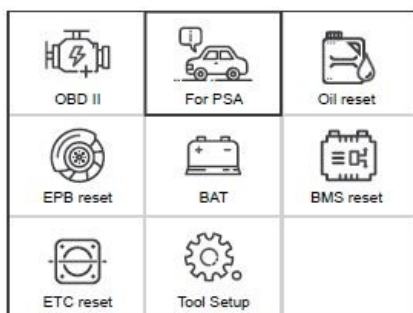 OBD II
For PSA
Oil reset
EPB reset
BAT
BMS reset
ETC reset
Tool Setup